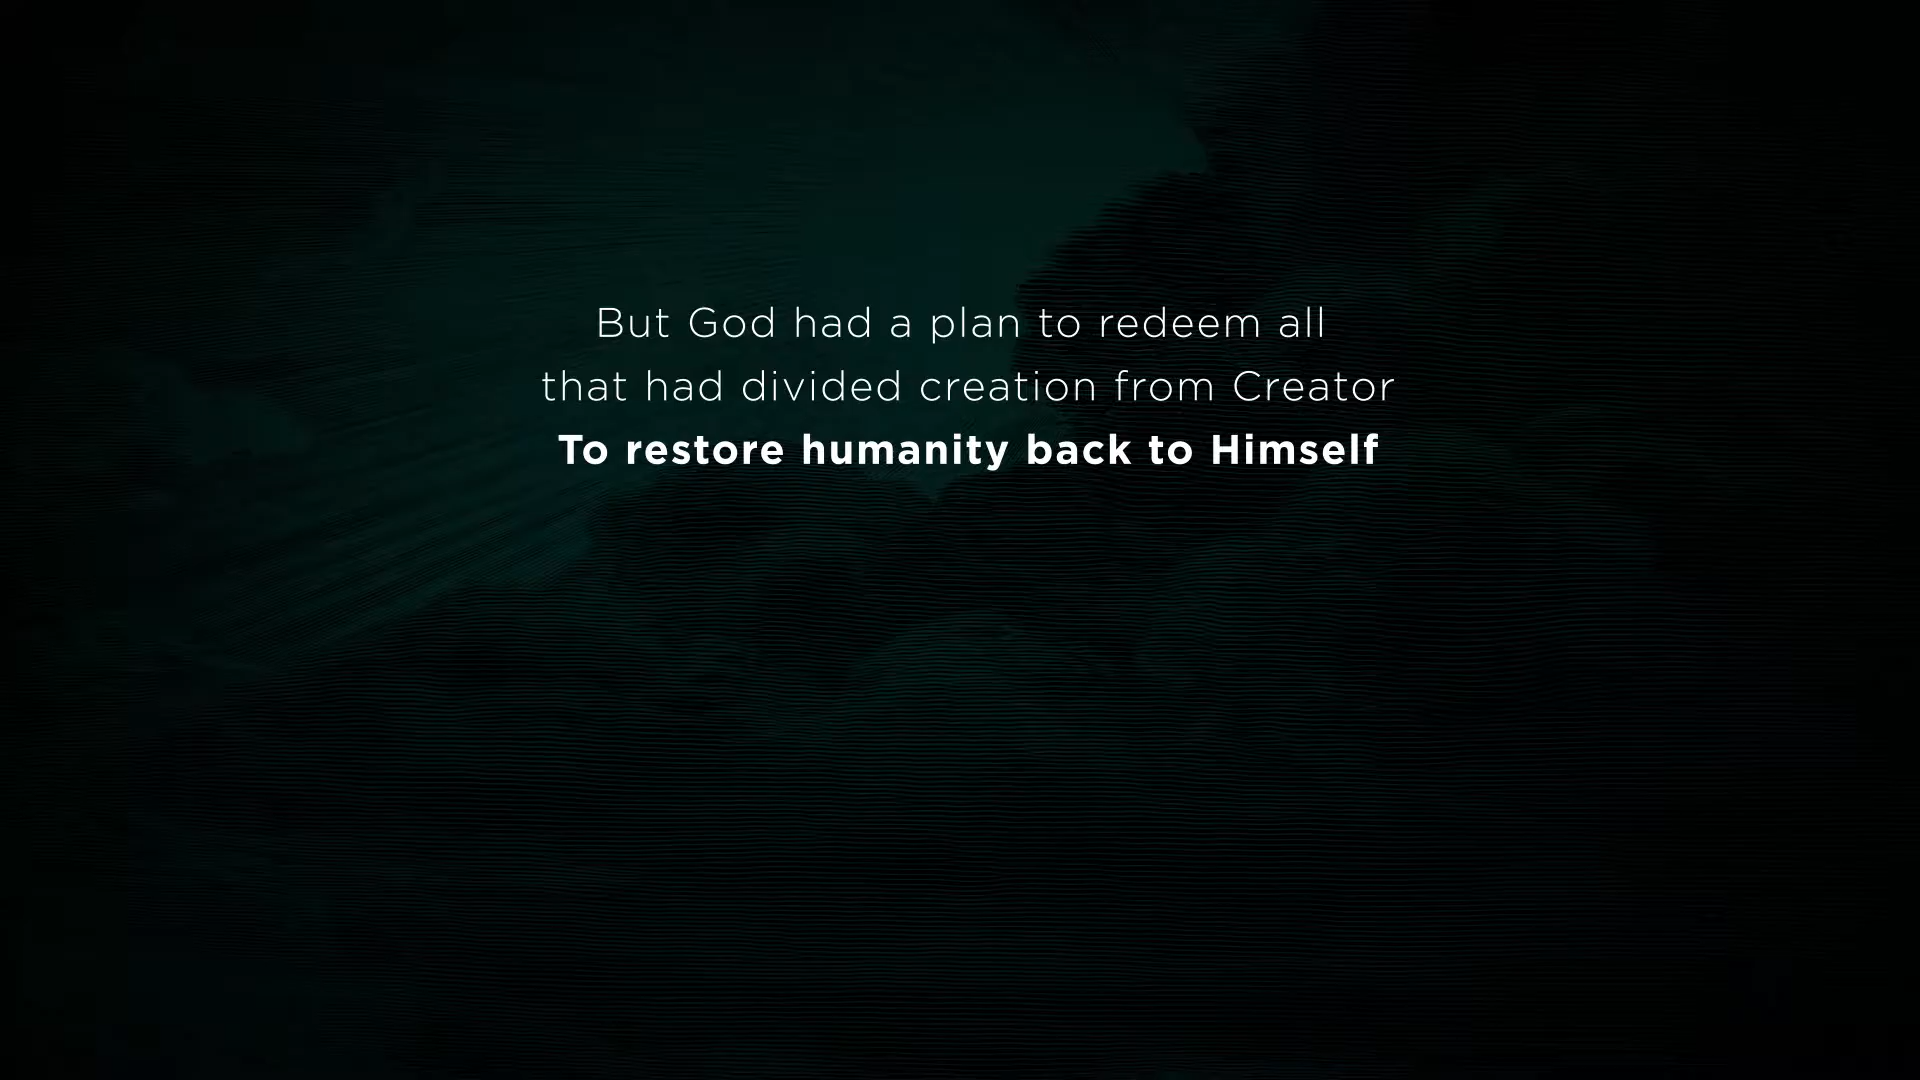 But God had a plan to redeem all
that had divided creation from Creator
To restore humanity back to Himself